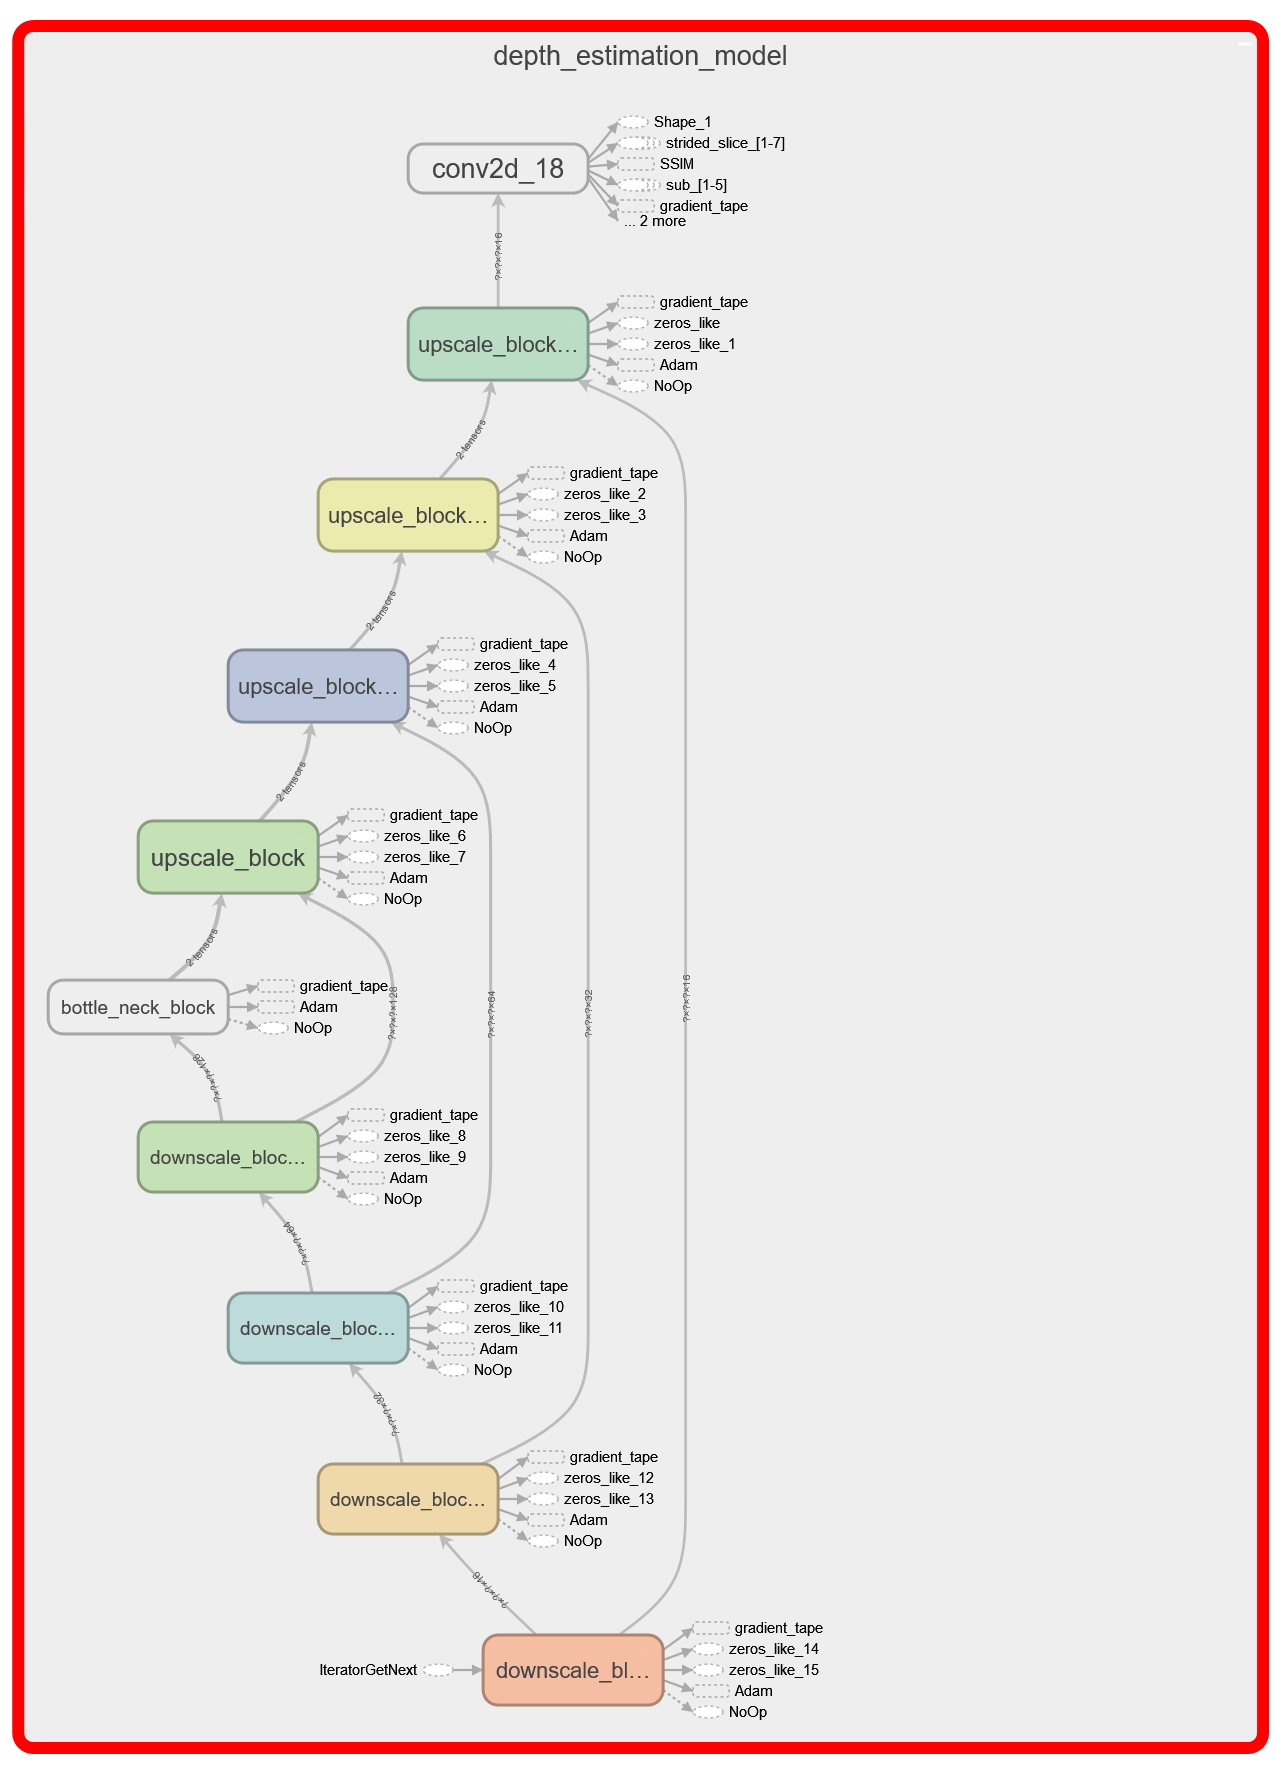 depth_estimation_model
conv2d_18
Shape_1
strided_slice_[1-7]
SSIM
sub_[1-5]
gradient_tape
... 2 more
?×?×?×16
upscale_block…
gradient_tape
zeros_like
zeros_like_1
Adam
NoOp
2 tensors
upscale_block…
gradient_tape
zeros_like_2
zeros_like_3
Adam
NoOp
2 tensors
upscale_block…
gradient_tape
zeros_like_4
zeros_like_5
Adam
NoOp
2 tensors
upscale_block
gradient_tape
zeros_like_6
zeros_like_7
Adam
NoOp
2 tensors
bottle_neck_block
gradient_tape
Adam
NoOp
?×?×?×128
?×?×?×64
?×?×?×32
?×?×?×16
?×?×?×128
downscale_bloc…
gradient_tape
zeros_like_8
zeros_like_9
Adam
NoOp
?×?×?×64
downscale_bloc…
gradient_tape
zeros_like_10
zeros_like_11
Adam
NoOp
?×?×?×32
downscale_bloc…
gradient_tape
zeros_like_12
zeros_like_13
Adam
NoOp
?×?×?×16
IteratorGetNext
downscale_bl…
gradient_tape
zeros_like_14
zeros_like_15
Adam
NoOp